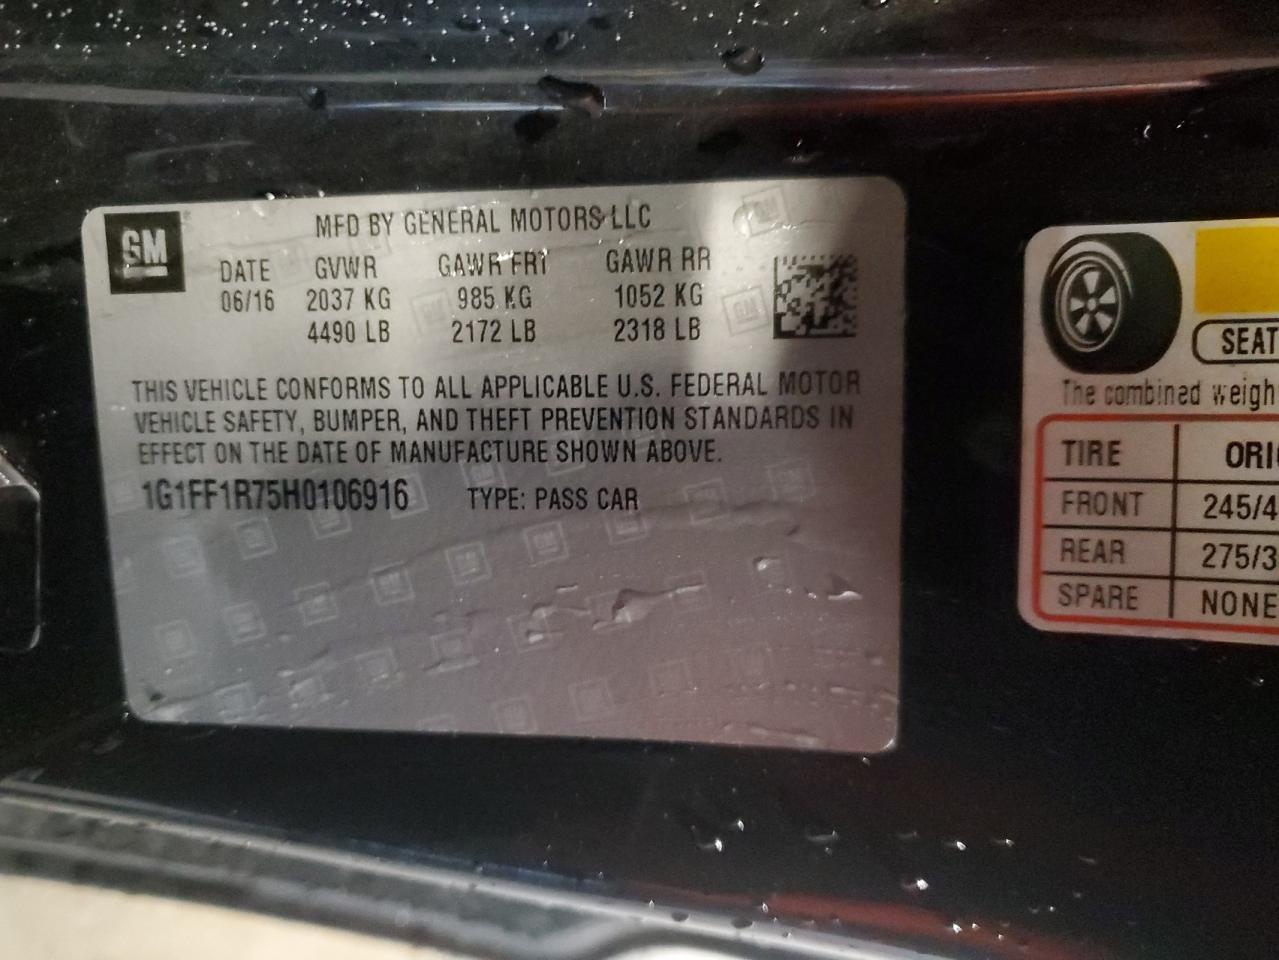 GM
MFD BY GENERAL MOTORS LLC
DATE GVWR GAWR FRT GAWR RR
06/16 2037 KG 985 KG 1052 KG
4490 LB 2172 LB 2318 LB
THIS VEHICLE CONFORMS TO ALL APPLICABLE U.S. FEDERAL MOTOR
VEHICLE SAFETY, BUMPER, AND THEFT PREVENTION STANDARDS IN
EFFECT ON THE DATE OF MANUFACTURE SHOWN ABOVE.
1G1FF1R75H0106916 TYPE: PASS CAR
SEAT
The combined weigh
TIRE ORIG
FRONT 245/4
REAR 275/3
SPARE NONE